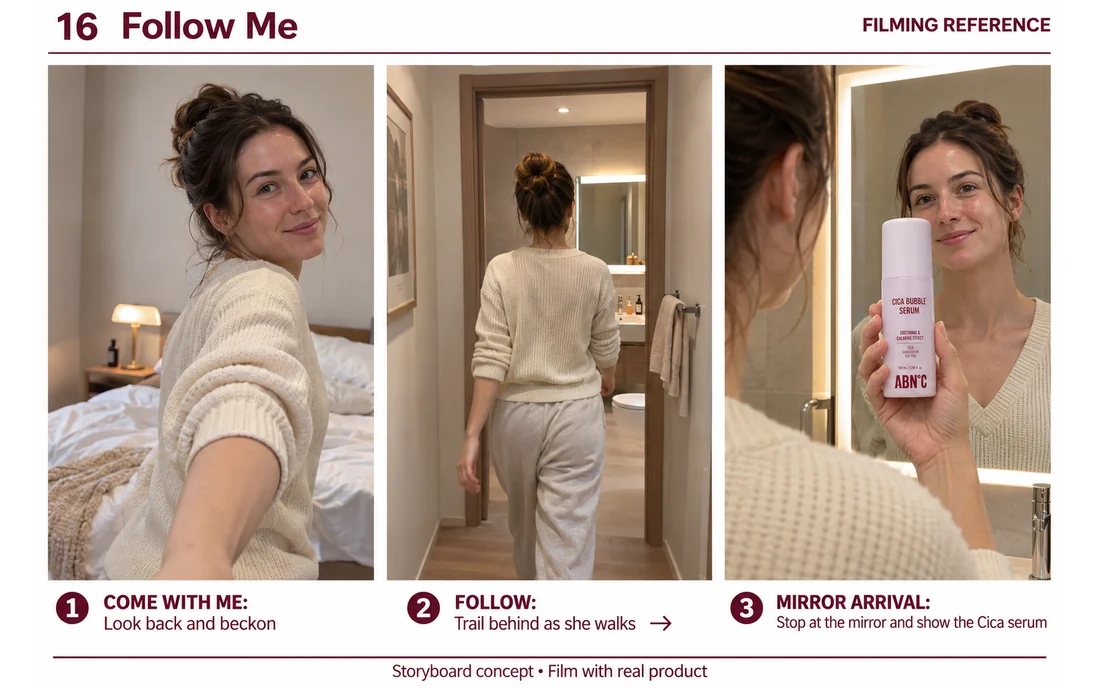 16 Follow Me
FILMING REFERENCE
CICA BUBBLE
SERUM
SOOTHING &
CALMING EFFECT
CICA
ABN°C
1 COME WITH ME:
Look back and beckon
2 FOLLOW:
Trail behind as she walks →
3 MIRROR ARRIVAL:
Stop at the mirror and show the Cica serum
Storyboard concept • Film with real product